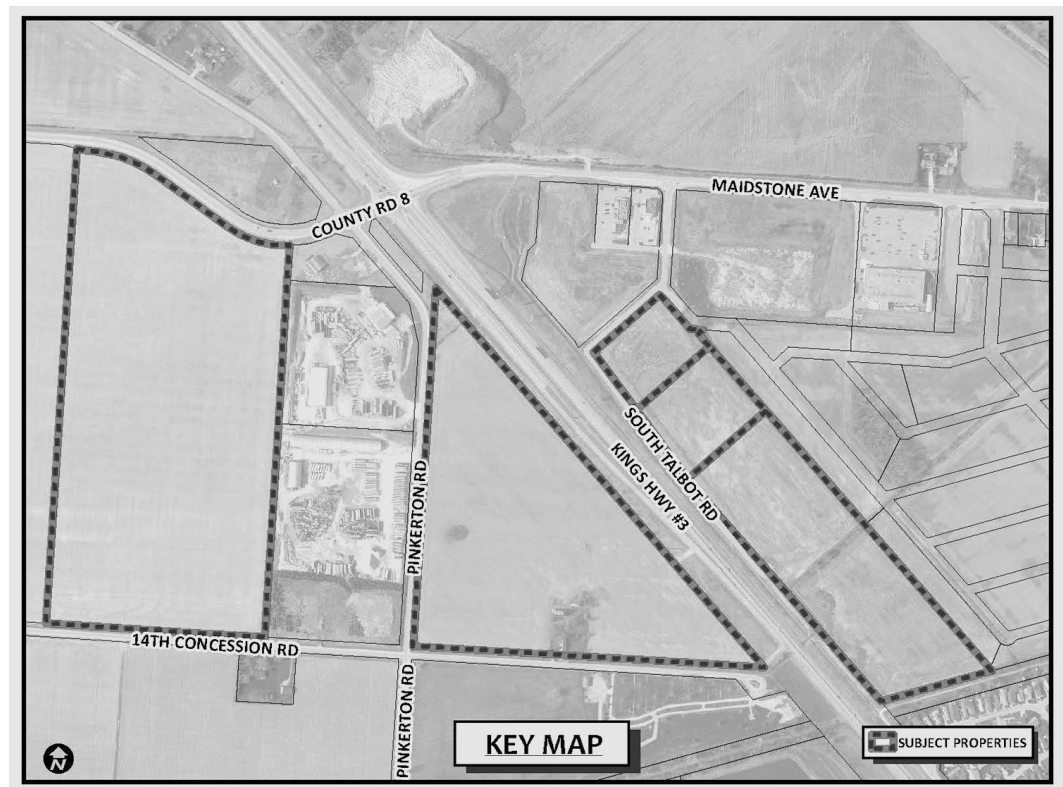 MAIDSTONE AVE
COUNTY RD 8
SOUTH TALBOT RD
KINGS HWY #3
PINKERTON RD
14TH CONCESSION RD
PINKERTON RD
KEY MAP
SUBJECT PROPERTIES
N